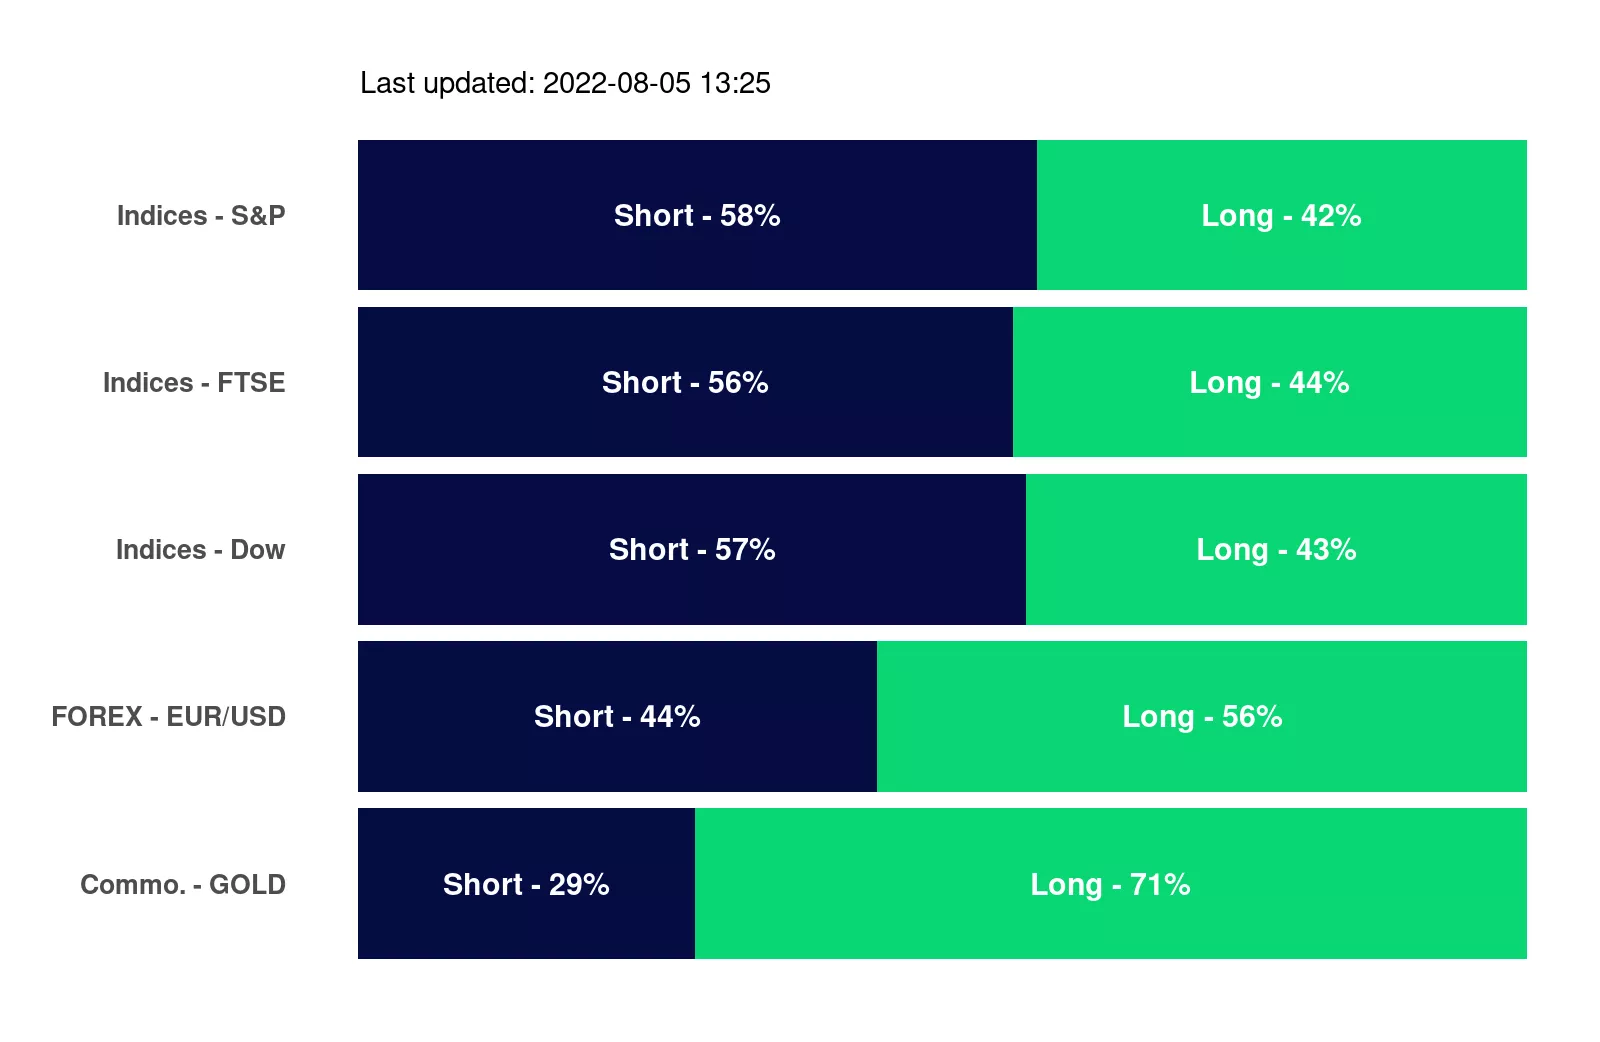 Last updated: 2022-08-05 13:25
Indices - S&P Short - 58% Long - 42%
Indices - FTSE Short - 56% Long - 44%
Indices - Dow Short - 57% Long - 43%
FOREX - EUR/USD Short - 44% Long - 56%
Commo. - GOLD Short - 29% Long - 71%